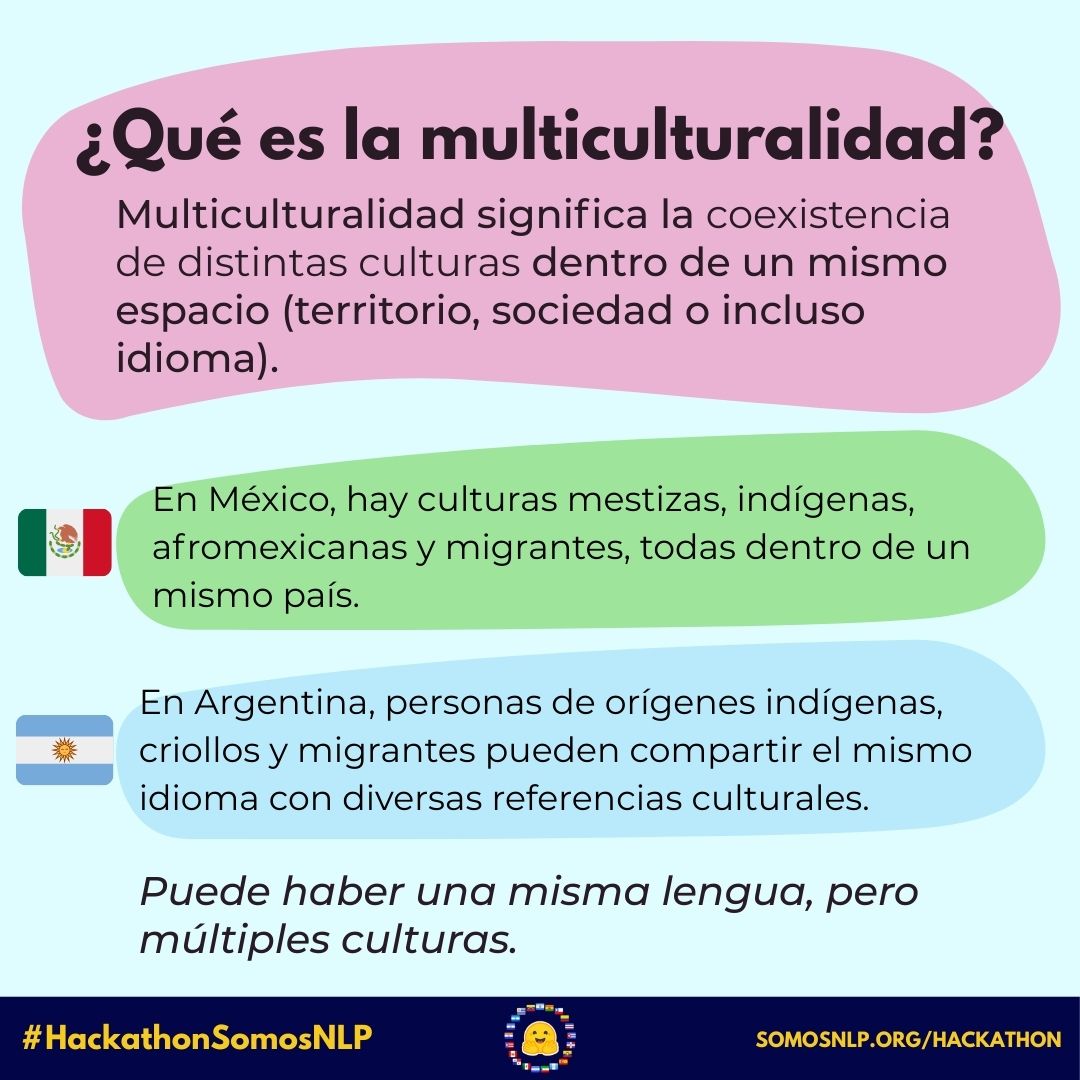 ¿Qué es la multiculturalidad?
Multiculturalidad significa la coexistencia
de distintas culturas dentro de un mismo
espacio (territorio, sociedad o incluso
idioma).
En México, hay culturas mestizas, indígenas,
afromexicanas y migrantes, todas dentro de un
mismo país.
En Argentina, personas de orígenes indígenas,
criollos y migrantes pueden compartir el mismo
idioma con diversas referencias culturales.
Puede haber una misma lengua, pero
múltiples culturas.
#HackathonSomosNLP
SOMOSNLP.ORG/HACKATHON